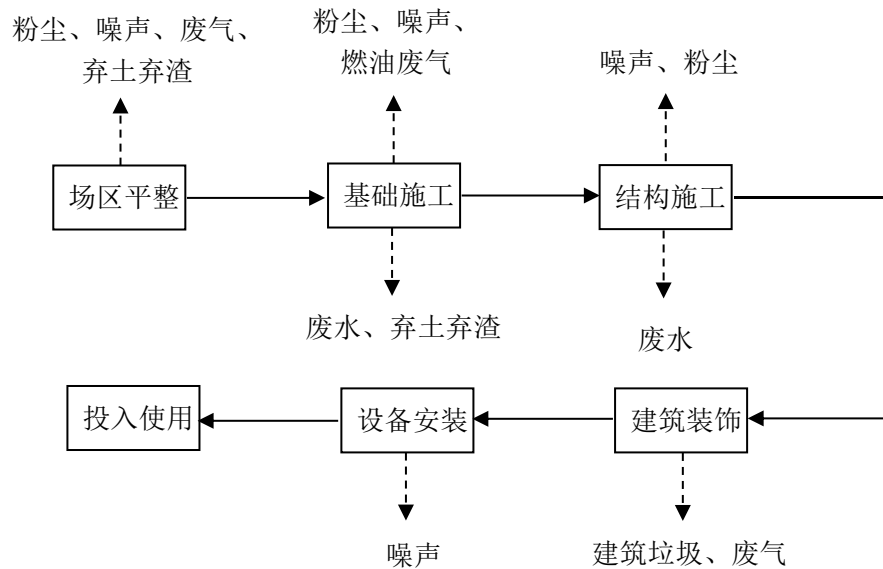 粉尘、噪声、废气、
弃土弃渣
粉尘、噪声、
燃油废气
噪声、粉尘
场区平整
基础施工
结构施工
废水、弃土弃渣
废水
投入使用
设备安装
建筑装饰
噪声
建筑垃圾、废气